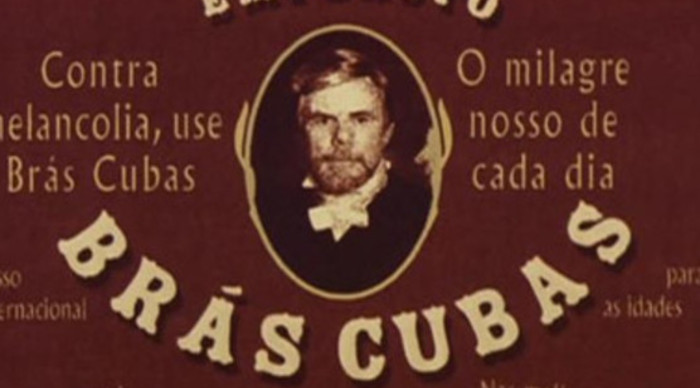 Contra
melancolia, use
Brás Cubas
O milagre
nosso de
cada dia
BRÁS CUBAS
para
as idades